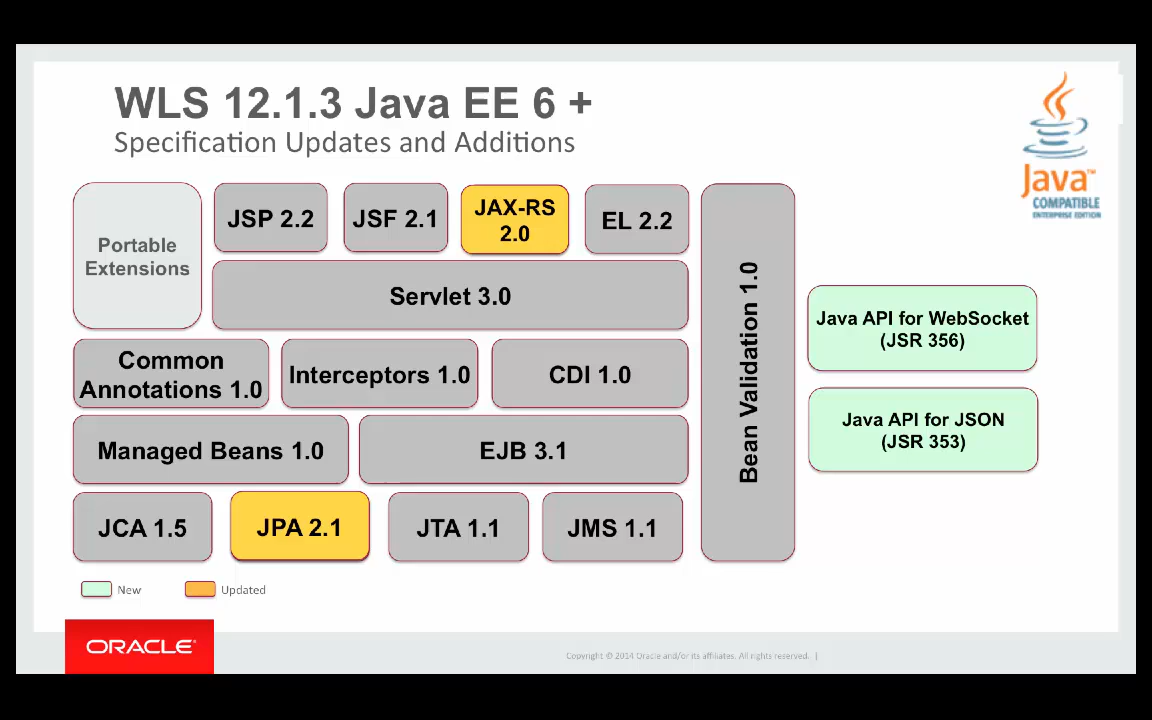 WLS 12.1.3 Java EE 6 +
Specification Updates and Additions
Java™
COMPATIBLE
ENTERPRISE EDITION
Portable
Extensions
JSP 2.2
JSF 2.1
JAX-RS
2.0
EL 2.2
Servlet 3.0
Bean Validation 1.0
Java API for WebSocket
(JSR 356)
Common
Annotations 1.0
Interceptors 1.0
CDI 1.0
Java API for JSON
(JSR 353)
Managed Beans 1.0
EJB 3.1
JCA 1.5
JPA 2.1
JTA 1.1
JMS 1.1
New
Updated
ORACLE®
Copyright © 2014 Oracle and/or its affiliates. All rights reserved. |